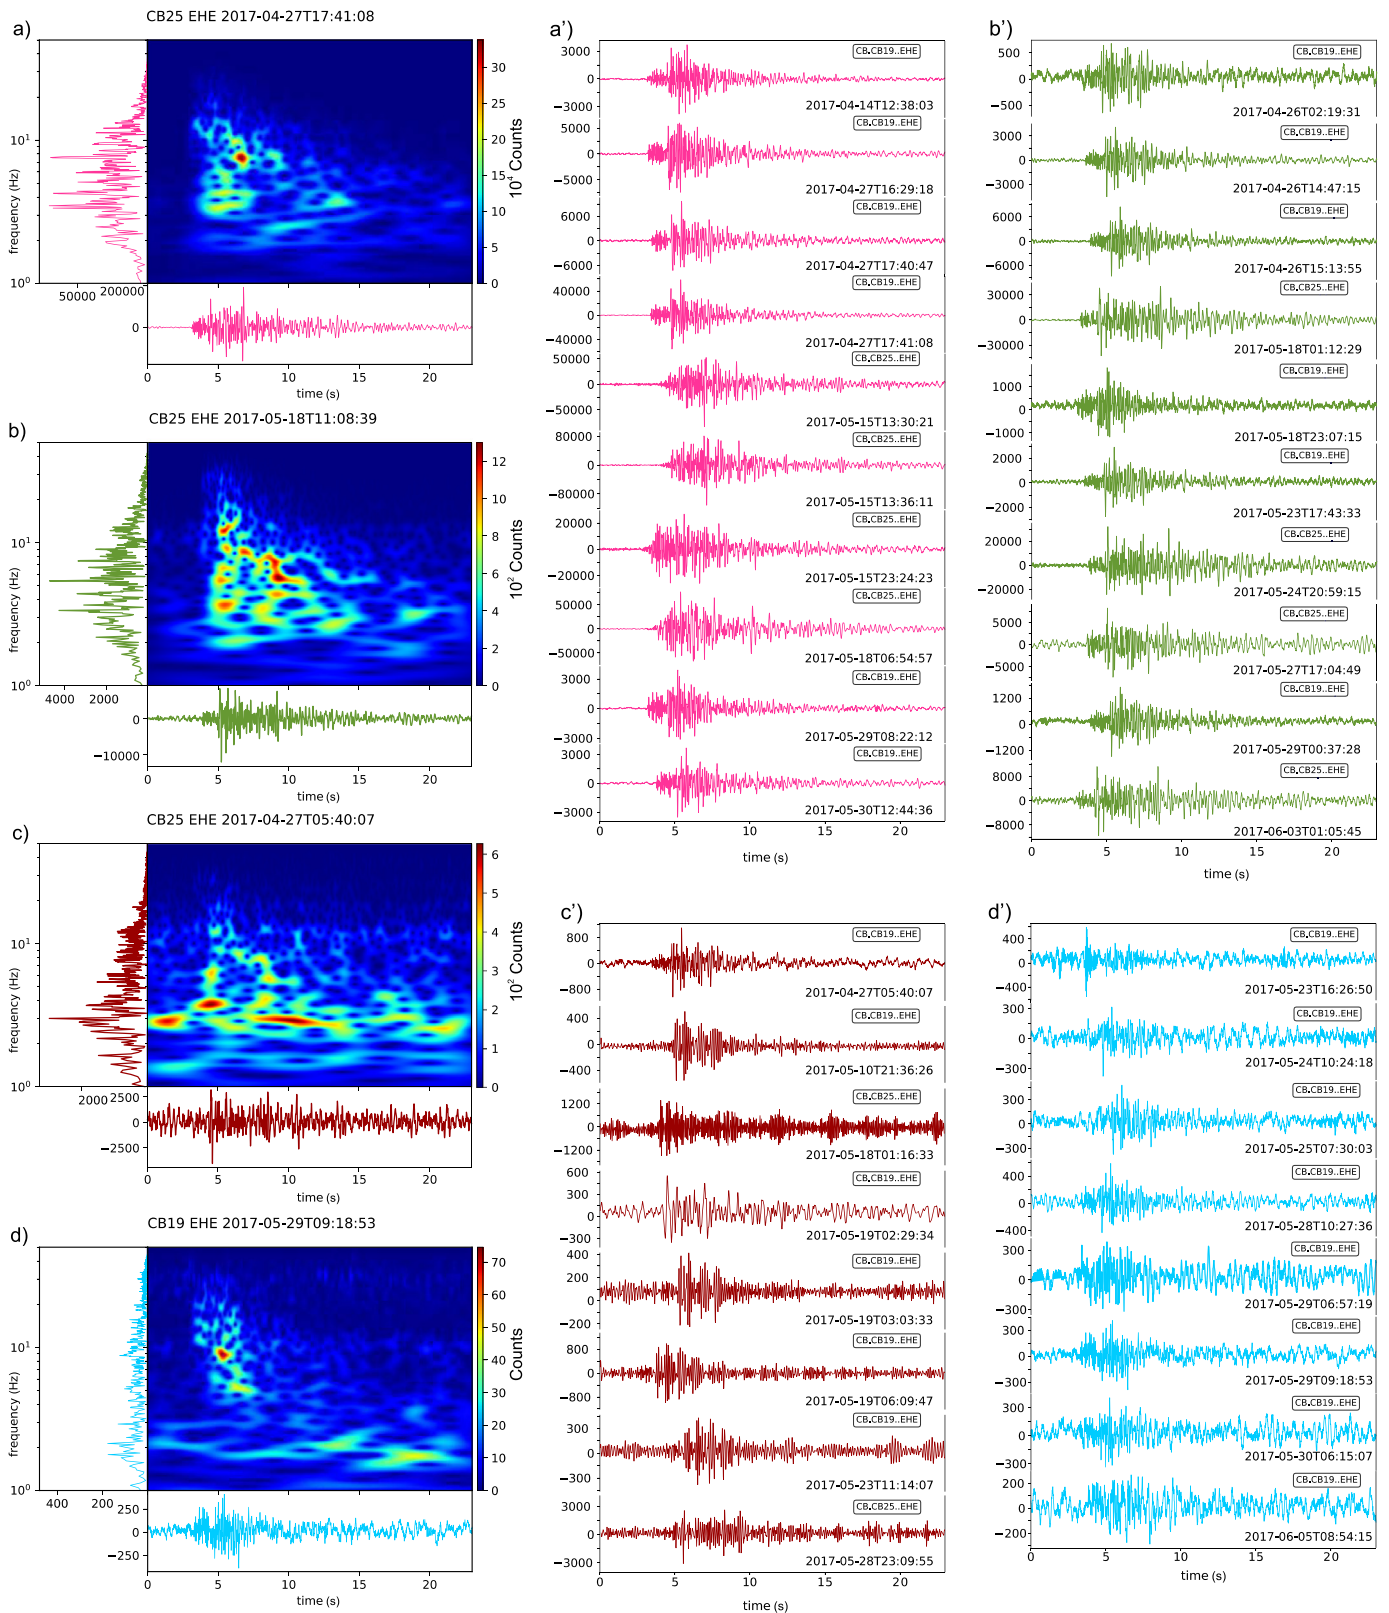 CB25 EHE 2017-04-27T17:41:08
a)
frequency (Hz)
10¹
10⁰
50000
200000
0
0
5
10
15
20
time (s)
30
25
20
15
10
5
0
10⁴ Counts
CB25 EHE 2017-05-18T11:08:39
b)
frequency (Hz)
10¹
10⁰
4000
2000
0
−10000
0
5
10
15
20
time (s)
12
10
8
6
4
2
0
10² Counts
CB25 EHE 2017-04-27T05:40:07
c)
frequency (Hz)
10¹
10⁰
2000
2500
0
−2500
0
5
10
15
20
time (s)
6
5
4
3
2
1
0
10² Counts
CB19 EHE 2017-05-29T09:18:53
d)
frequency (Hz)
10¹
10⁰
400
200
250
0
−250
0
5
10
15
20
time (s)
70
60
50
40
30
20
10
0
Counts
a')
3000
0
−3000
CB.CB19..EHE
2017-04-14T12:38:03
5000
0
−5000
CB.CB19..EHE
2017-04-27T16:29:18
6000
0
−6000
CB.CB19..EHE
2017-04-27T17:40:47
40000
0
−40000
CB.CB19..EHE
2017-04-27T17:41:08
50000
0
−50000
CB.CB25..EHE
2017-05-15T13:30:21
80000
0
−80000
CB.CB25..EHE
2017-05-15T13:36:11
20000
0
−20000
CB.CB25..EHE
2017-05-15T23:24:23
50000
0
−50000
CB.CB25..EHE
2017-05-18T06:54:57
3000
0
−3000
CB.CB19..EHE
2017-05-29T08:22:12
3000
0
−3000
CB.CB19..EHE
2017-05-30T12:44:36
0
5
10
15
20
time (s)
b')
500
0
−500
CB.CB19..EHE
2017-04-26T02:19:31
3000
0
−3000
CB.CB19..EHE
2017-04-26T14:47:15
6000
0
−6000
CB.CB19..EHE
2017-04-26T15:13:55
30000
0
−30000
CB.CB25..EHE
2017-05-18T01:12:29
1000
0
−1000
CB.CB19..EHE
2017-05-18T23:07:15
2000
0
−2000
CB.CB19..EHE
2017-05-23T17:43:33
20000
0
−20000
CB.CB25..EHE
2017-05-24T20:59:15
5000
0
−5000
CB.CB25..EHE
2017-05-27T17:04:49
1200
0
−1200
CB.CB19..EHE
2017-05-29T00:37:28
8000
0
−8000
CB.CB25..EHE
2017-06-03T01:05:45
0
5
10
15
20
time (s)
c')
800
0
−800
CB.CB19..EHE
2017-04-27T05:40:07
400
0
−400
CB.CB19..EHE
2017-05-10T21:36:26
1200
0
−1200
CB.CB25..EHE
2017-05-18T01:16:33
600
300
0
−300
CB.CB19..EHE
2017-05-19T02:29:34
400
200
0
−200
CB.CB19..EHE
2017-05-19T03:03:33
800
0
−800
CB.CB19..EHE
2017-05-19T06:09:47
300
0
−300
CB.CB19..EHE
2017-05-23T11:14:07
3000
0
−3000
CB.CB25..EHE
2017-05-28T23:09:55
0
5
10
15
20
time (s)
d')
400
0
−400
CB.CB19..EHE
2017-05-23T16:26:50
300
0
−300
CB.CB19..EHE
2017-05-24T10:24:18
300
0
−300
CB.CB19..EHE
2017-05-25T07:30:03
400
0
−400
CB.CB19..EHE
2017-05-28T10:27:36
300
0
−300
CB.CB19..EHE
2017-05-29T06:57:19
300
0
−300
CB.CB19..EHE
2017-05-29T09:18:53
300
0
−300
CB.CB19..EHE
2017-05-30T06:15:07
200
0
−200
CB.CB19..EHE
2017-06-05T08:54:15
0
5
10
15
20
time (s)